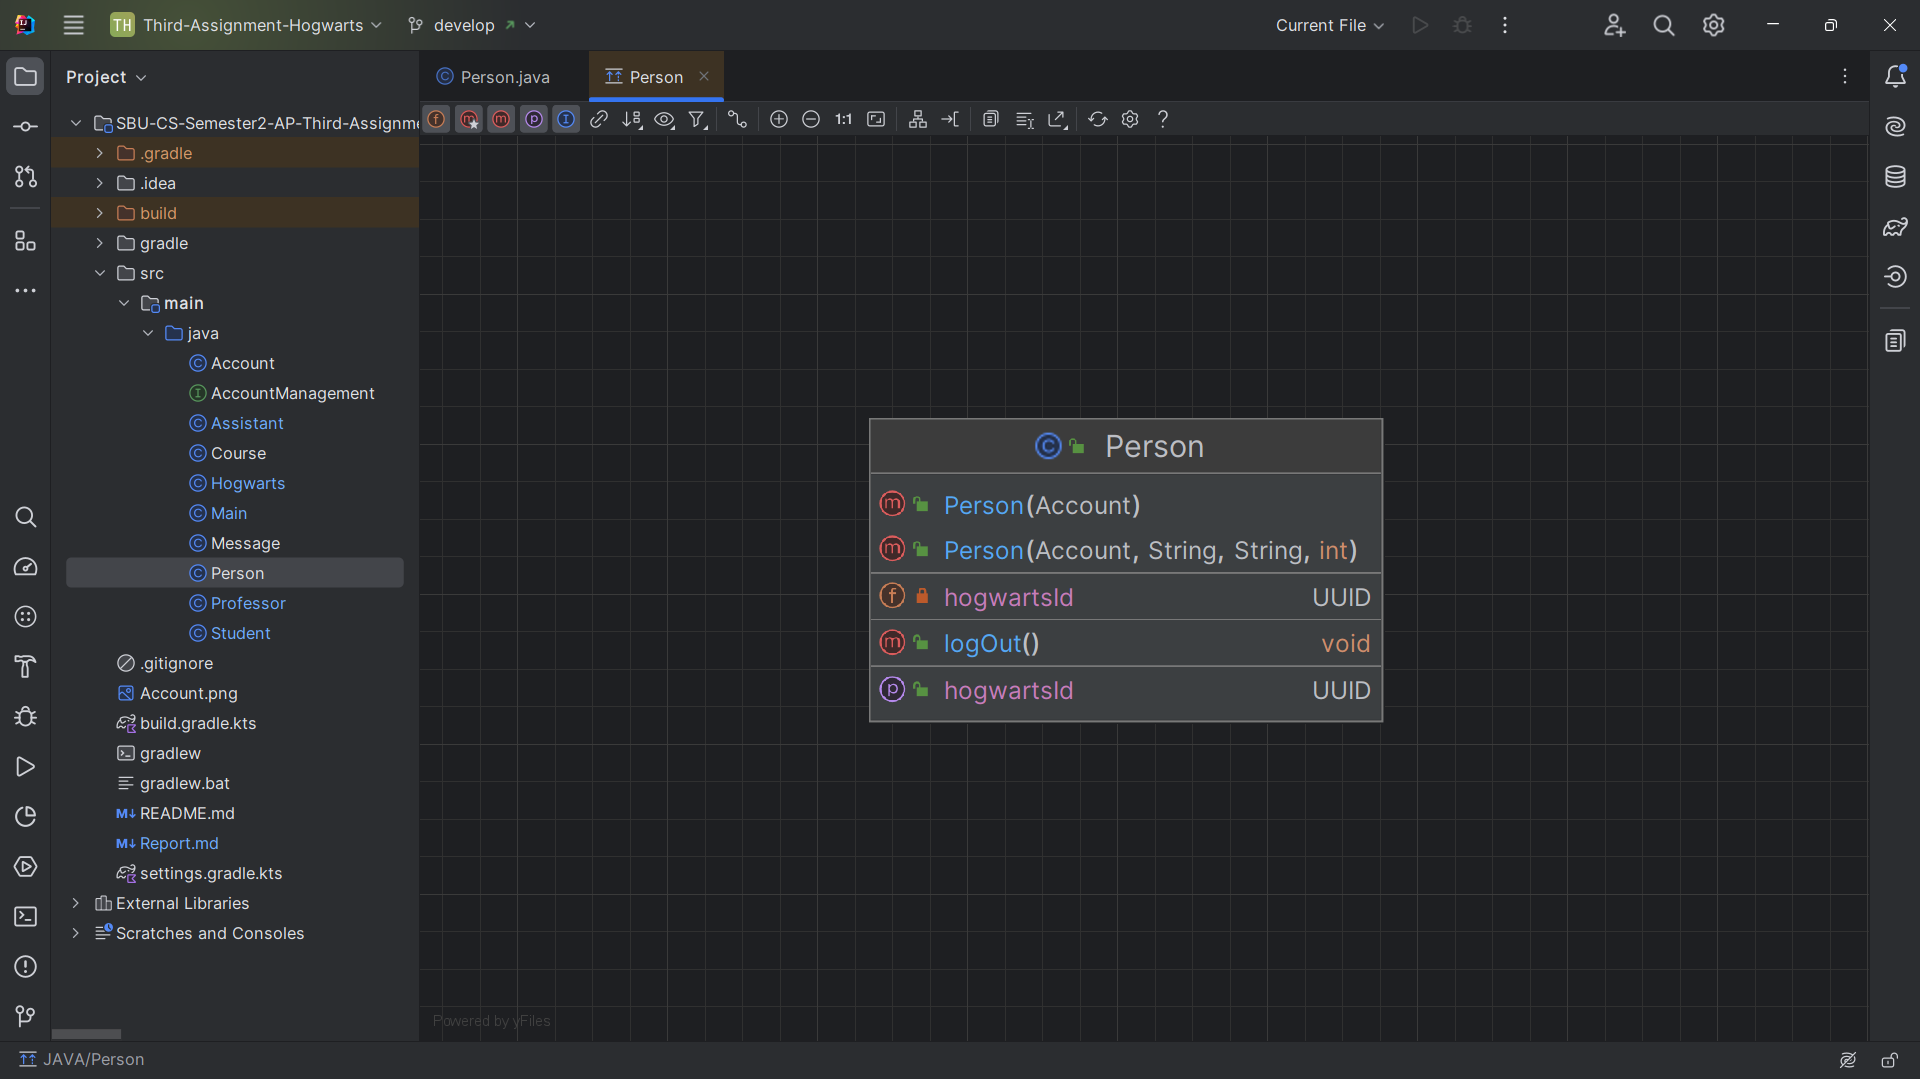 TH Third-Assignment-Hogwarts develop Current File
Project
Person.java Person
1:1
SBU-CS-Semester2-AP-Third-Assignme
.gradle
.idea
build
gradle
src
main
java
Account
AccountManagement
Assistant
Course
Hogwarts
Main
Message
Person
Professor
Student
.gitignore
Account.png
build.gradle.kts
gradlew
gradlew.bat
README.md
Report.md
settings.gradle.kts
External Libraries
Scratches and Consoles
Person
Person(Account)
Person(Account, String, String, int)
hogwartsId UUID
logOut() void
hogwartsId UUID
Powered by yFiles
JAVA/Person